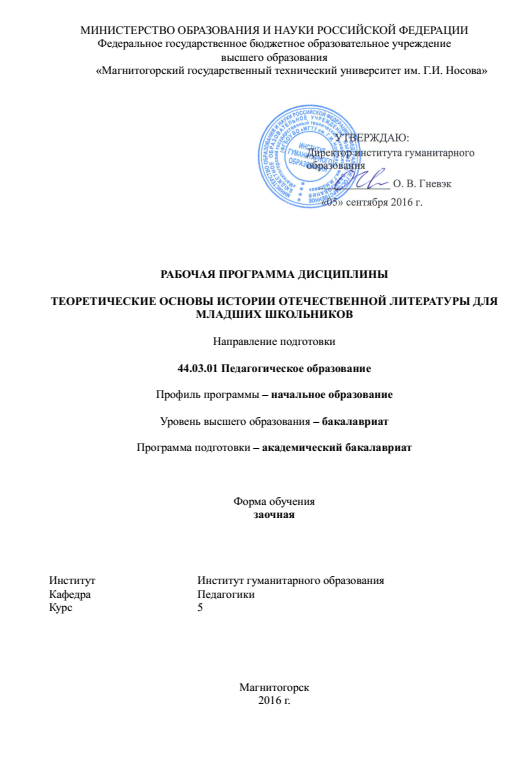 МИНИСТЕРСТВО ОБРАЗОВАНИЯ И НАУКИ РОССИЙСКОЙ ФЕДЕРАЦИИ
Федеральное государственное бюджетное образовательное учреждение
высшего образования
«Магнитогорский государственный технический университет им. Г.И. Носова»
УТВЕРЖДАЮ:
Директор института гуманитарного
образования
О. В. Гневэк
«05» сентября 2016 г.
ИНСТИТУТ
ГУМАНИТАРНОГО
ОБРАЗОВАНИЯ
РАБОЧАЯ ПРОГРАММА ДИСЦИПЛИНЫ
ТЕОРЕТИЧЕСКИЕ ОСНОВЫ ИСТОРИИ ОТЕЧЕСТВЕННОЙ ЛИТЕРАТУРЫ ДЛЯ
МЛАДШИХ ШКОЛЬНИКОВ
Направление подготовки
44.03.01 Педагогическое образование
Профиль программы – начальное образование
Уровень высшего образования – бакалавриат
Программа подготовки – академический бакалавриат
Форма обучения
заочная
Институт Институт гуманитарного образования
Кафедра Педагогики
Курс 5
Магнитогорск
2016 г.